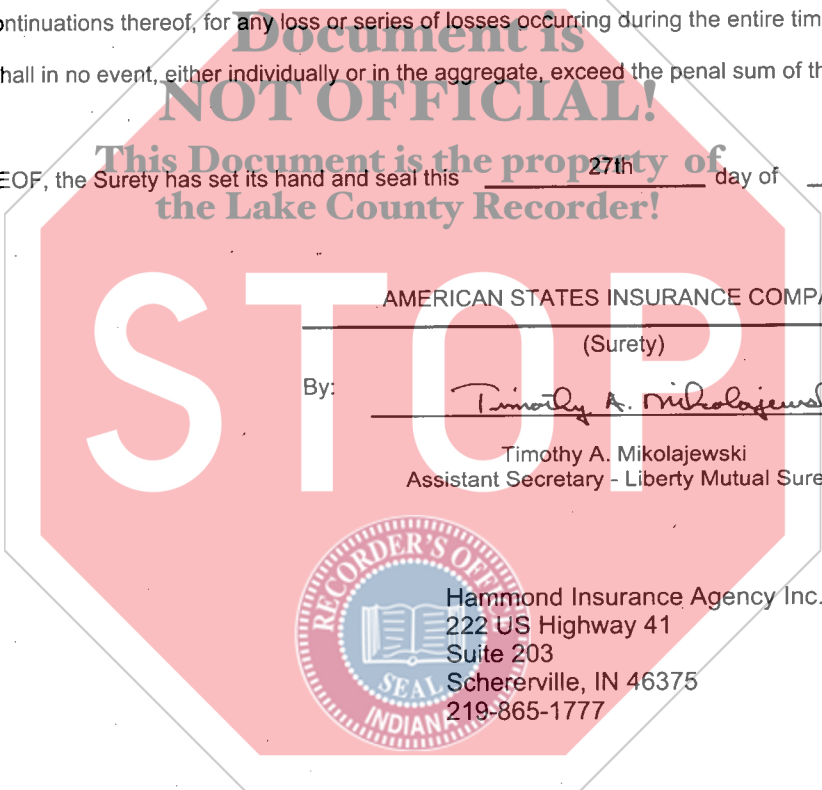 ontinuations thereof, for any loss or series of losses occurring during the entire tim
Document is
hall in no event, either individually or in the aggregate, exceed the penal sum of th
NOT OFFICIAL!
This Document is the property of
EOF, the Surety has set its hand and seal this 27th day of
the Lake County Recorder!
STOP
AMERICAN STATES INSURANCE COMPA
(Surety)
By: Timothy A. Mikolajews
Timothy A. Mikolajewski
Assistant Secretary - Liberty Mutual Sure
RECORDER'S OFFICE
SEAL
INDIANA
Hammond Insurance Agency Inc.
222 US Highway 41
Suite 203
Schererville, IN 46375
219-865-1777